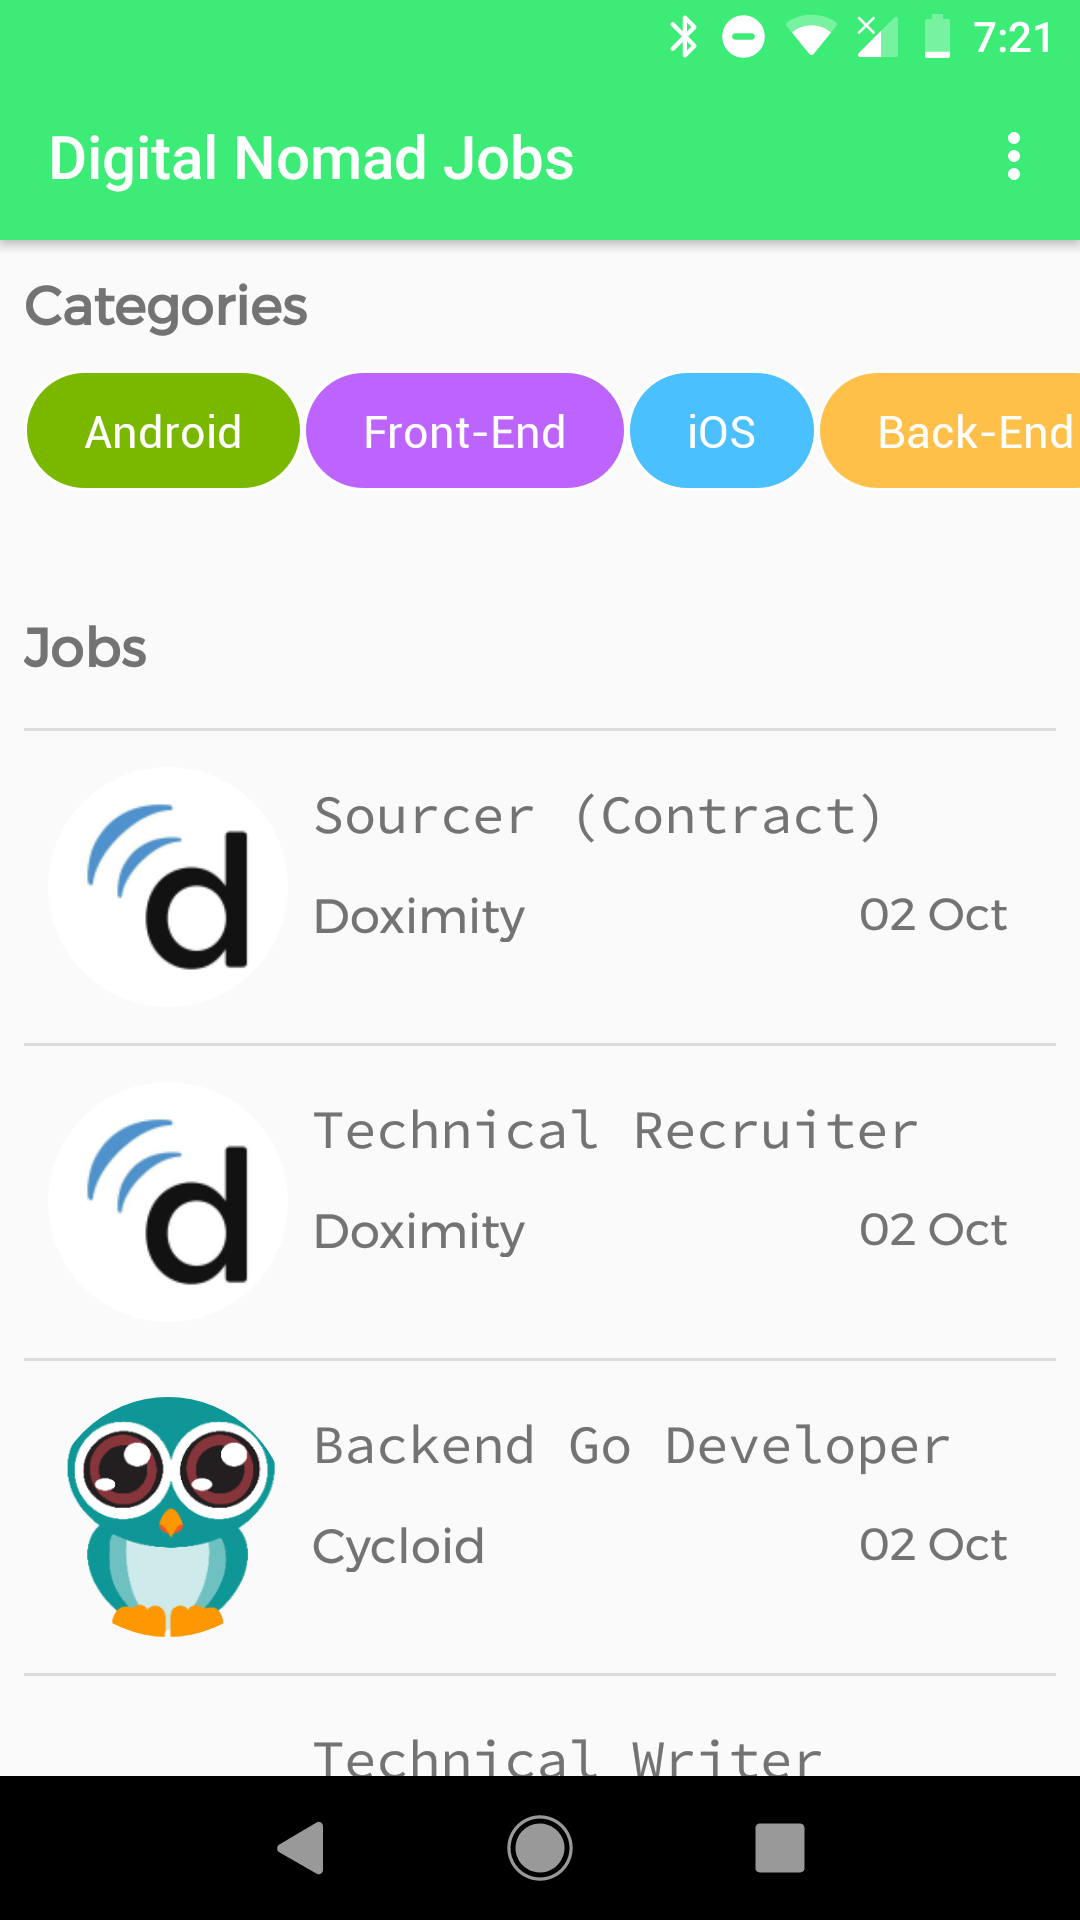 7:21
Digital Nomad Jobs
Categories
Android Front-End iOS Back-End
Jobs
d
Sourcer (Contract)
Doximity 02 Oct
d
Technical Recruiter
Doximity 02 Oct
Backend Go Developer
Cycloid 02 Oct
Technical Writer